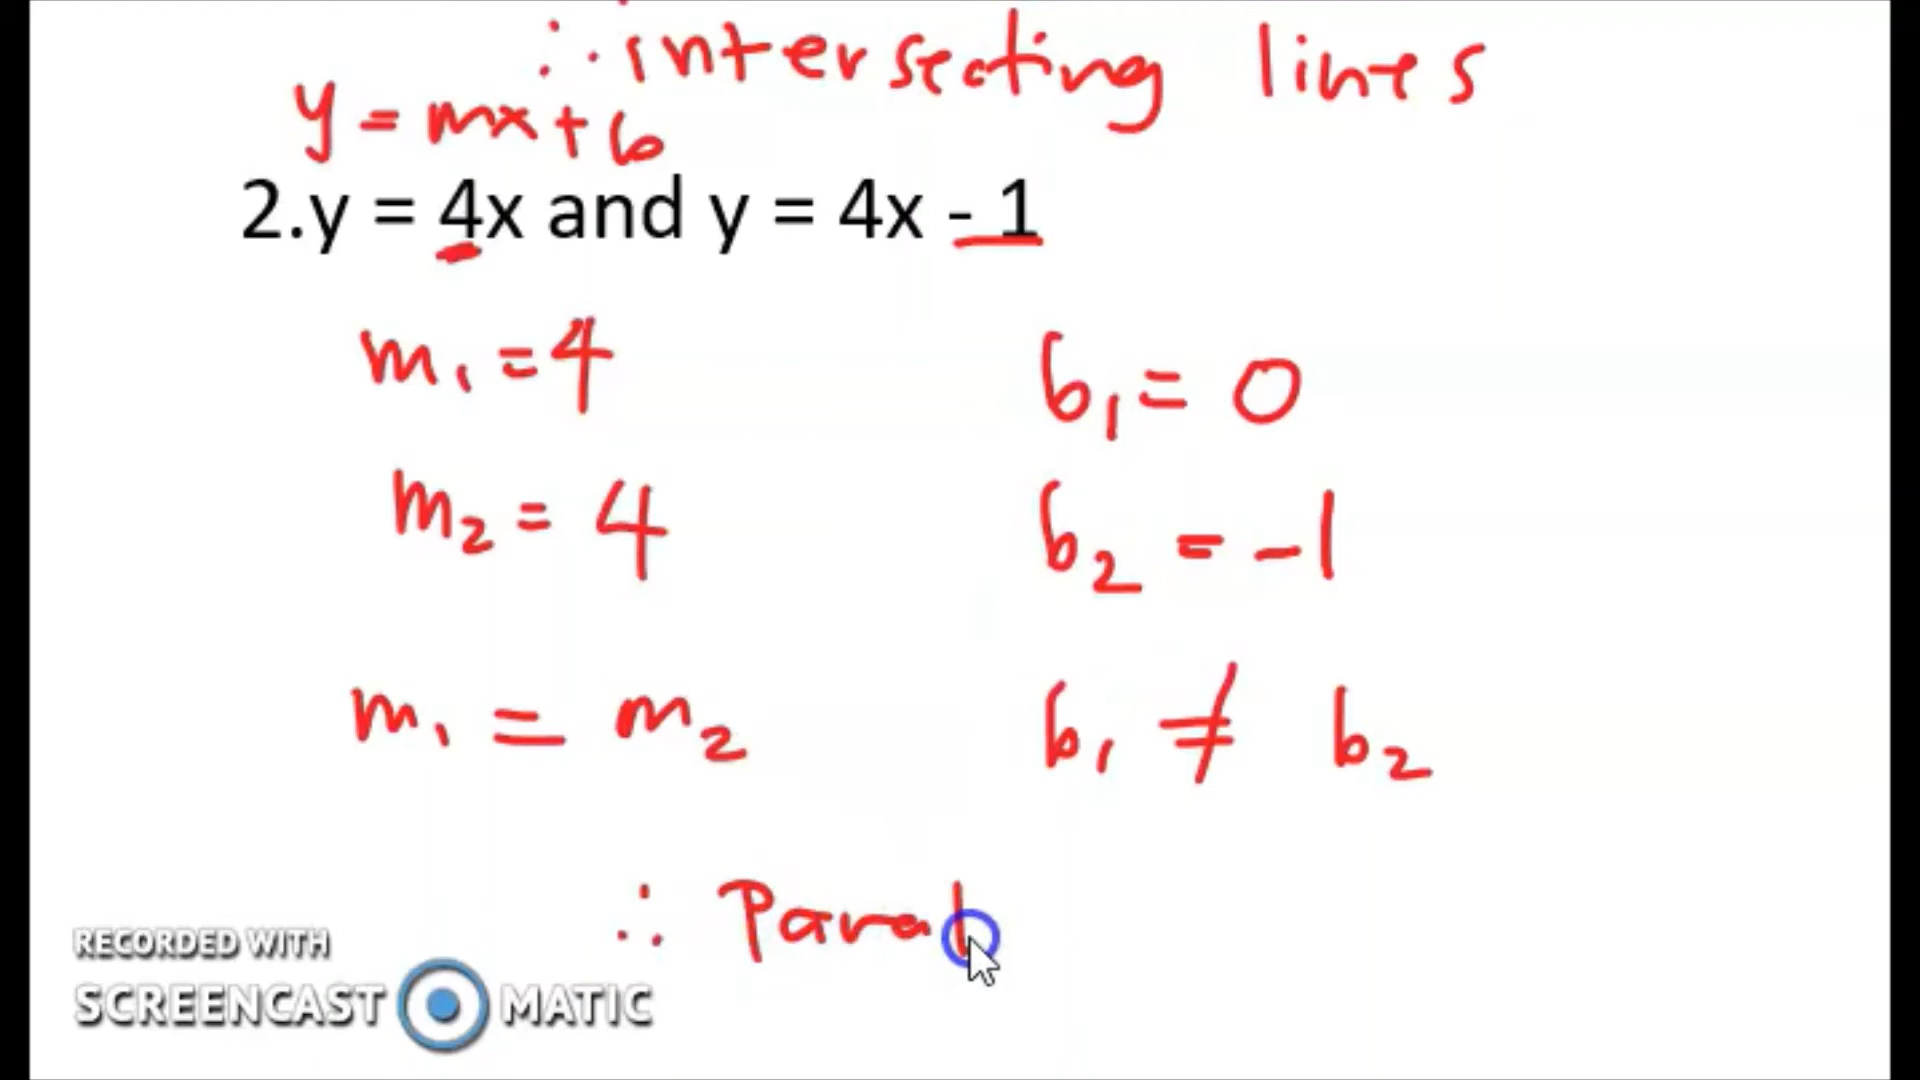 ∴ intersecting lines
y = mx + b
2.y = 4x and y = 4x - 1
m₁ = 4 b₁ = 0
m₂ = 4 b₂ = -1
m₁ = m₂ b₁ ≠ b₂
∴ Paral
RECORDED WITH
SCREENCAST MATIC